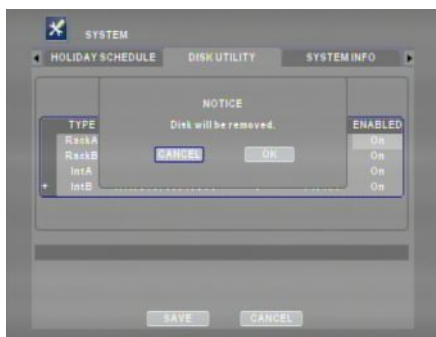 SYSTEM
HOLIDAY SCHEDULE DISK UTILITY SYSTEM INFO
NOTICE
Disk will be removed.
CANCEL OK
TYPE ENABLED
RackA On
RackB On
IntA On
+ IntB On
SAVE CANCEL